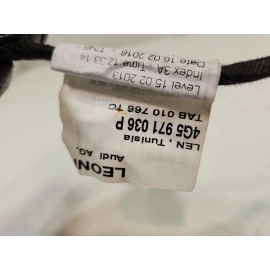 LEONI
Audi AG.
LEN , Tunisia
4G5 971 036 P
TAB 010 766 TC
Level.15 02 2013
Index 3A Time 12 33 14
Date 16 02 2016